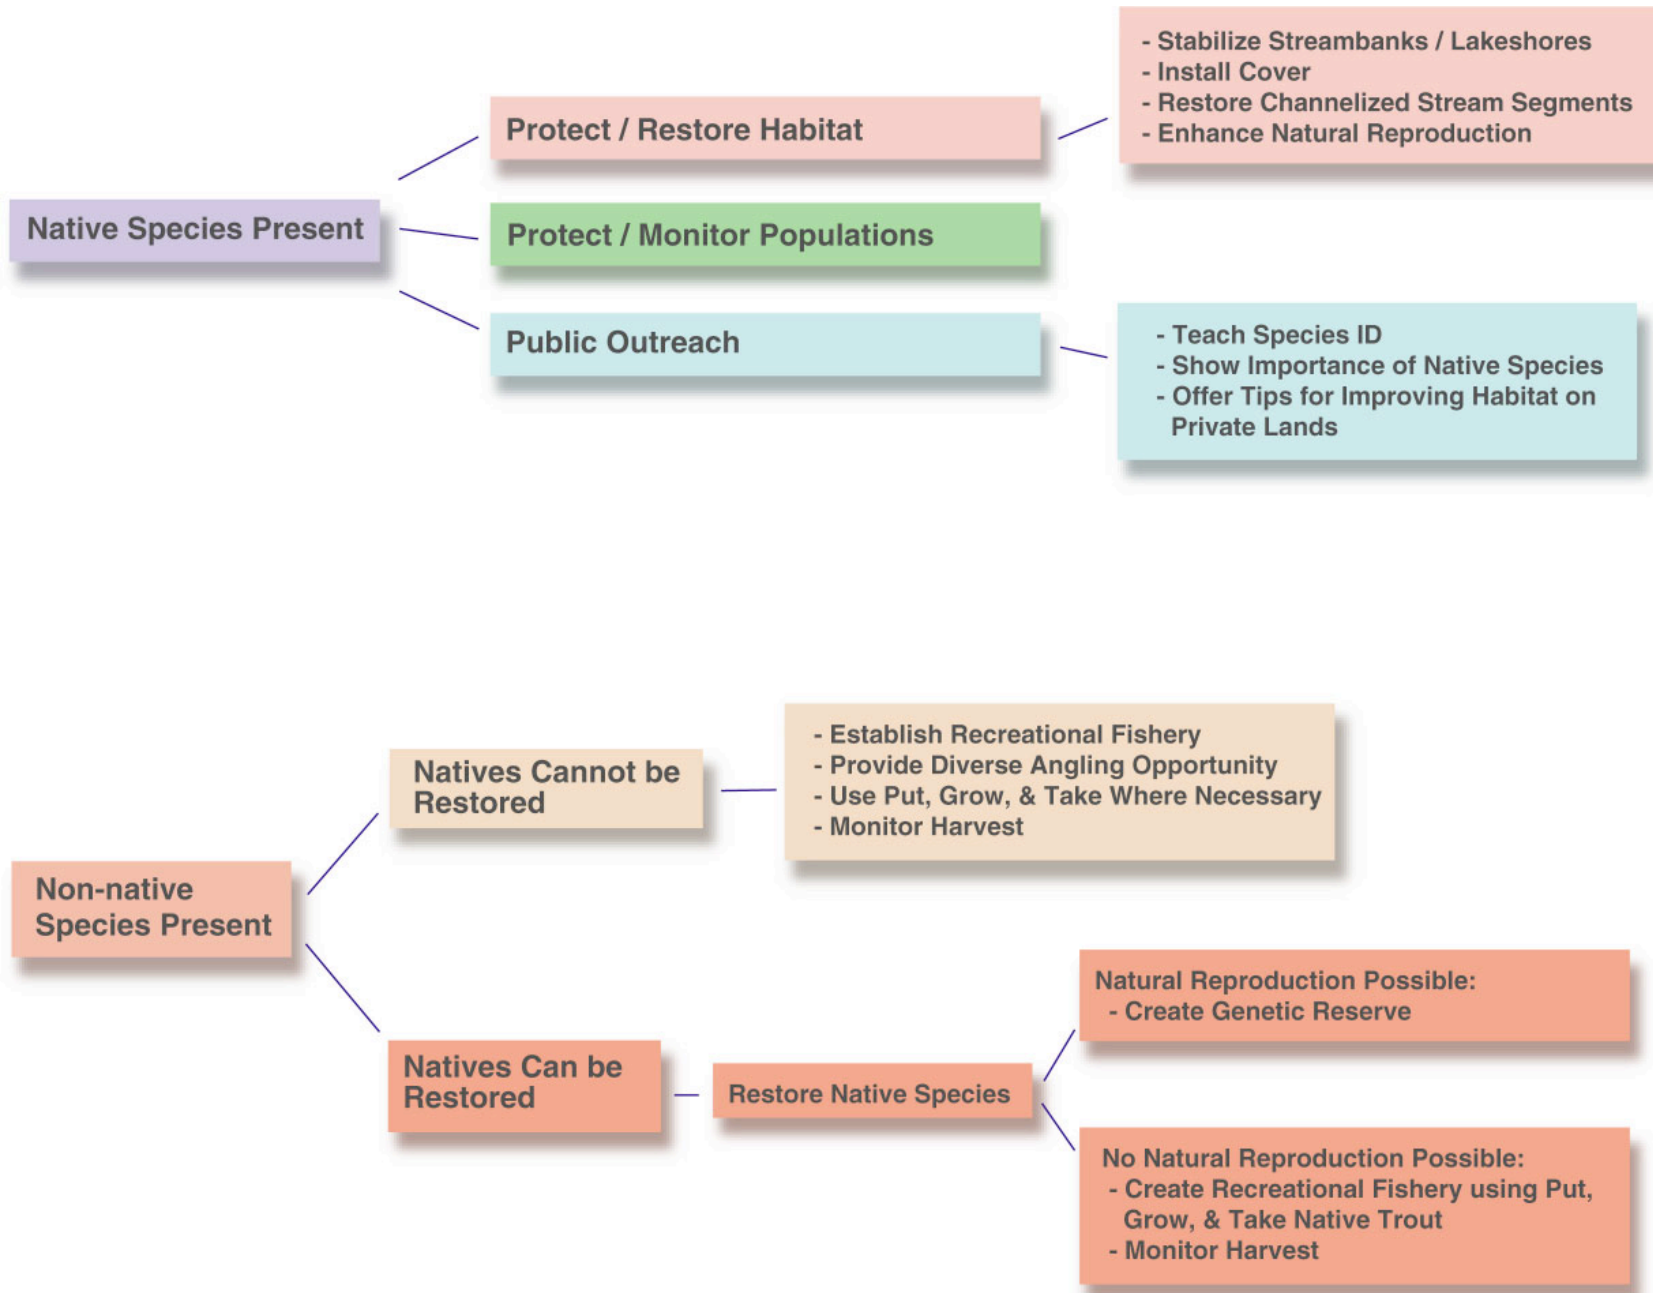 Native Species Present
Protect / Restore Habitat
- Stabilize Streambanks / Lakeshores
- Install Cover
- Restore Channelized Stream Segments
- Enhance Natural Reproduction
Protect / Monitor Populations
Public Outreach
- Teach Species ID
- Show Importance of Native Species
- Offer Tips for Improving Habitat on
Private Lands
Non-native
Species Present
Natives Cannot be
Restored
- Establish Recreational Fishery
- Provide Diverse Angling Opportunity
- Use Put, Grow, & Take Where Necessary
- Monitor Harvest
Natives Can be
Restored
Restore Native Species
Natural Reproduction Possible:
- Create Genetic Reserve
No Natural Reproduction Possible:
- Create Recreational Fishery using Put,
Grow, & Take Native Trout
- Monitor Harvest